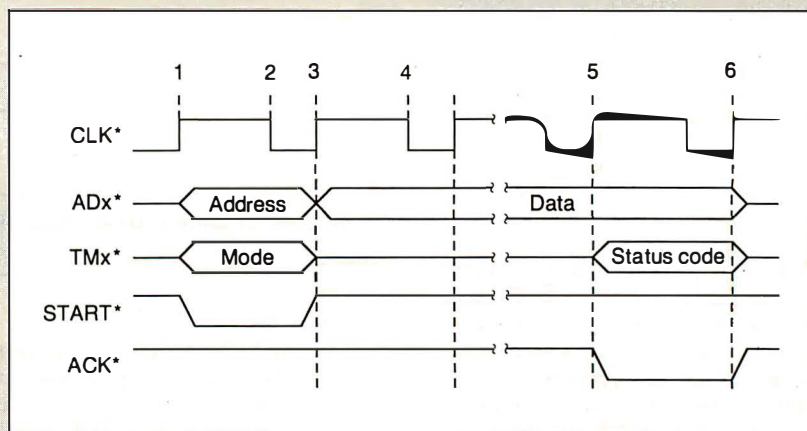 1 2 3 4 5 6
CLK*
ADx* Address Data
TMx* Mode Status code
START*
ACK*